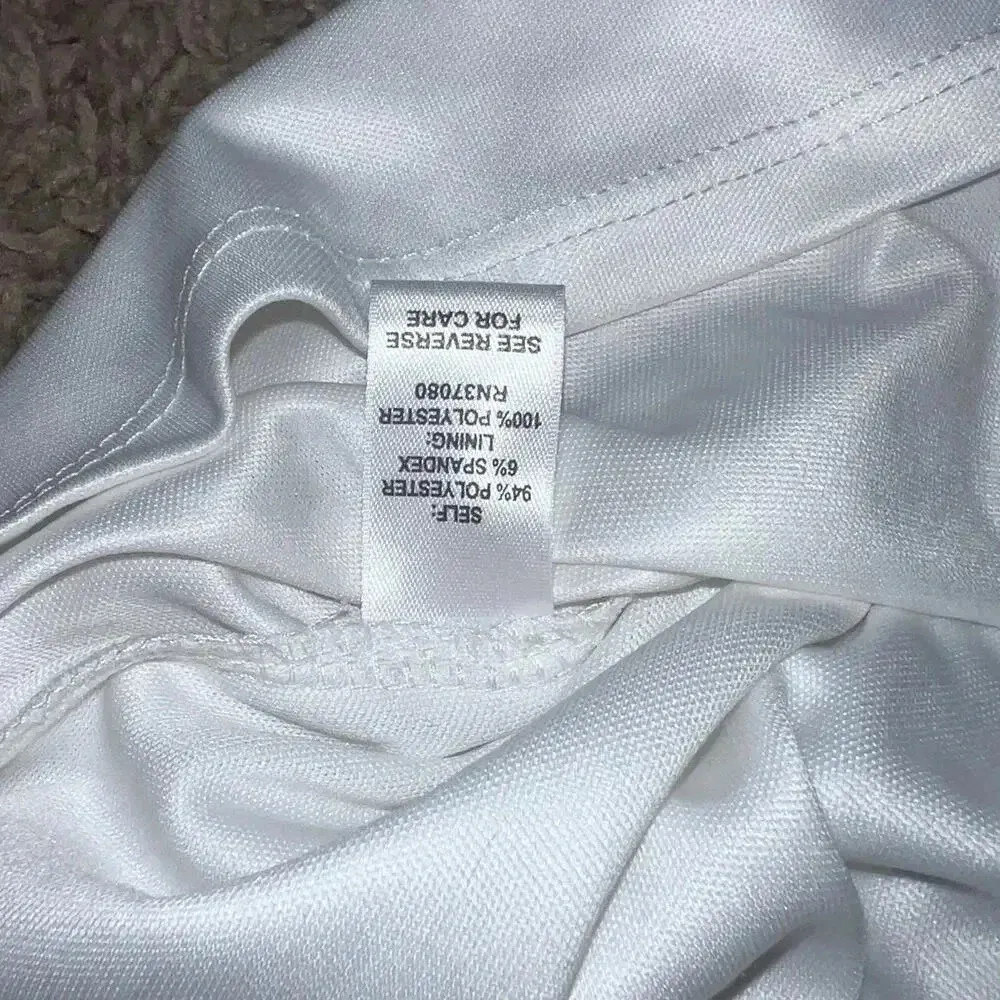 SELF:
94% POLYESTER
6% SPANDEX
LINING:
100% POLYESTER
RN37080
SEE REVERSE
FOR CARE